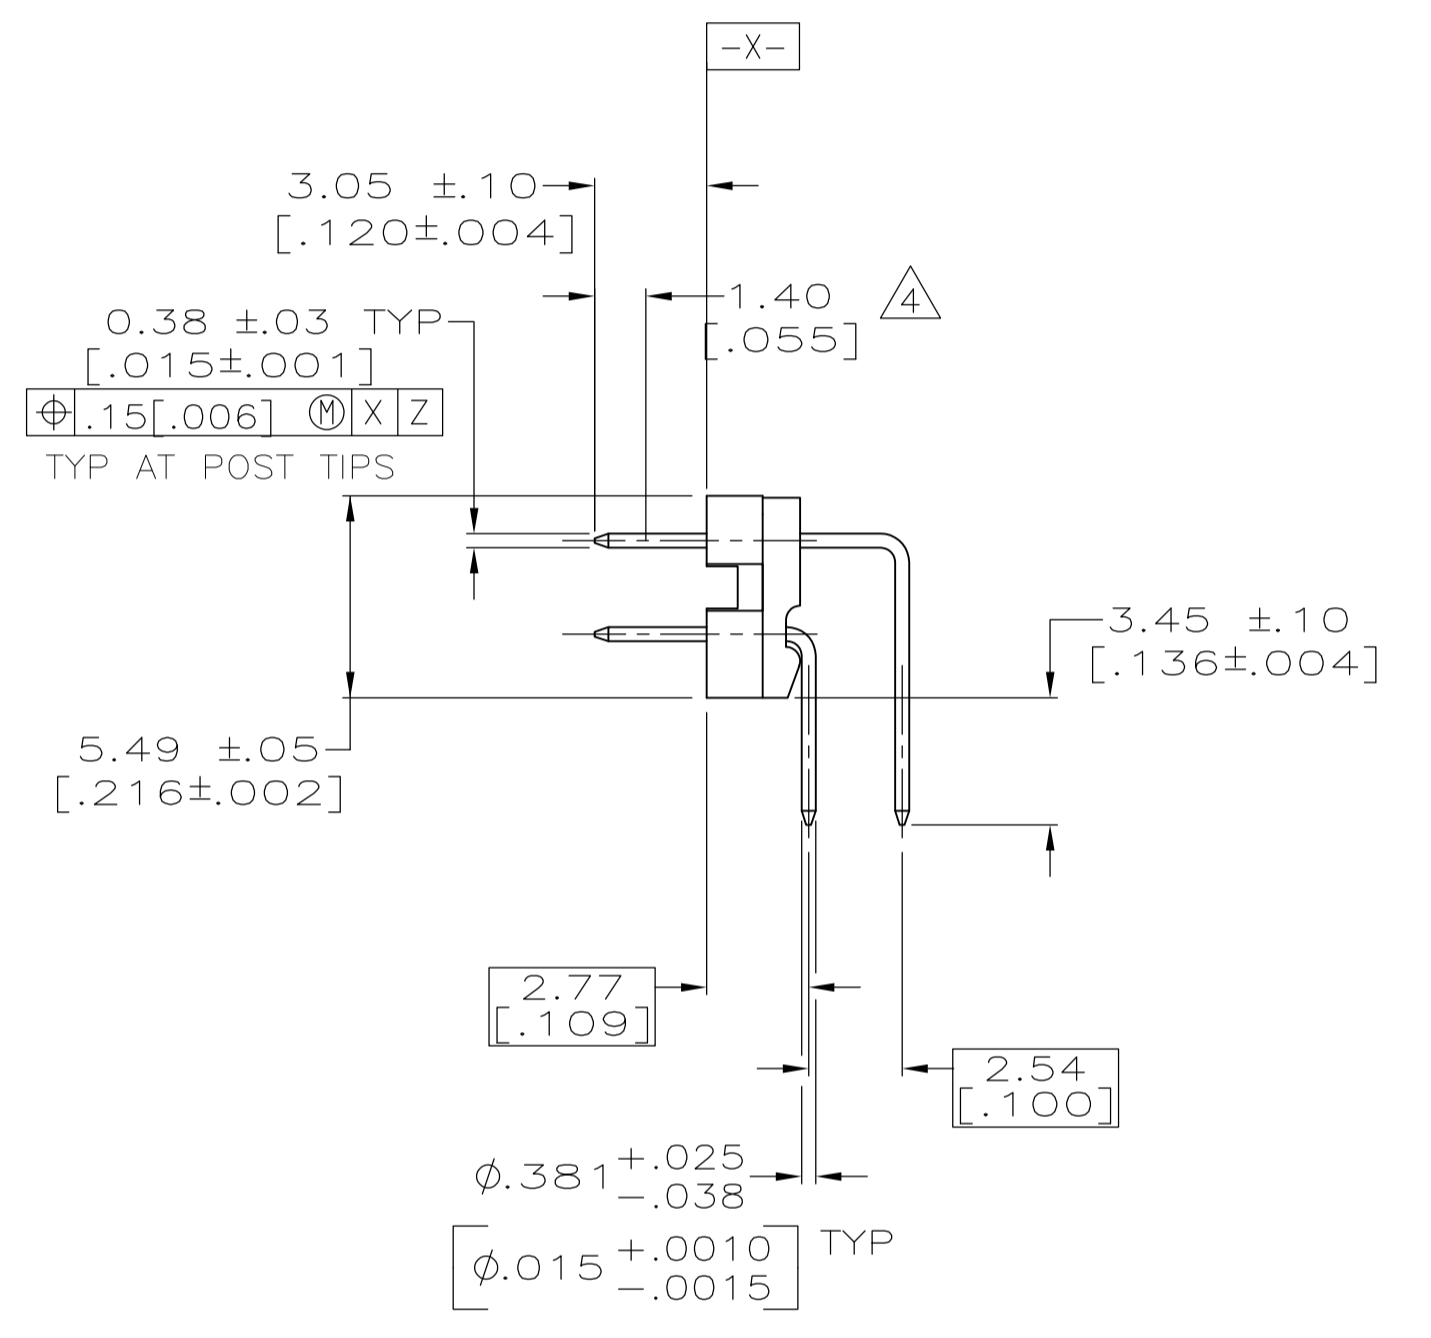 -X-
3.05 ±.10
[.120±.004]
1.40
[.055]
4
0.38 ±.03 TYP
[.015±.001]
⌖ .15[.006] Ⓜ X Z
TYP AT POST TIPS
3.45 ±.10
[.136±.004]
5.49 ±.05
[.216±.002]
2.77
[.109]
2.54
[.100]
Ø.381 +.025
-.038
[Ø.015 +.0010
-.0015] TYP